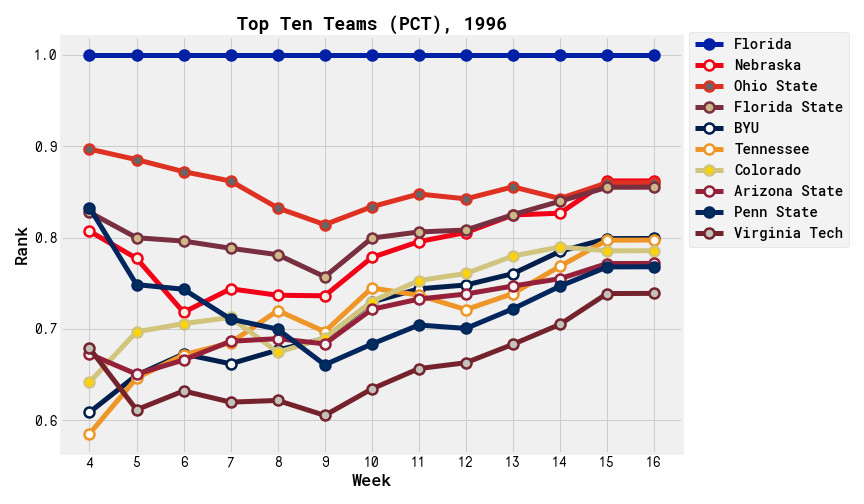 Top Ten Teams (PCT), 1996
1.0
0.9
0.8
0.7
0.6
Rank
4 5 6 7 8 9 10 11 12 13 14 15 16
Week
Florida
Nebraska
Ohio State
Florida State
BYU
Tennessee
Colorado
Arizona State
Penn State
Virginia Tech